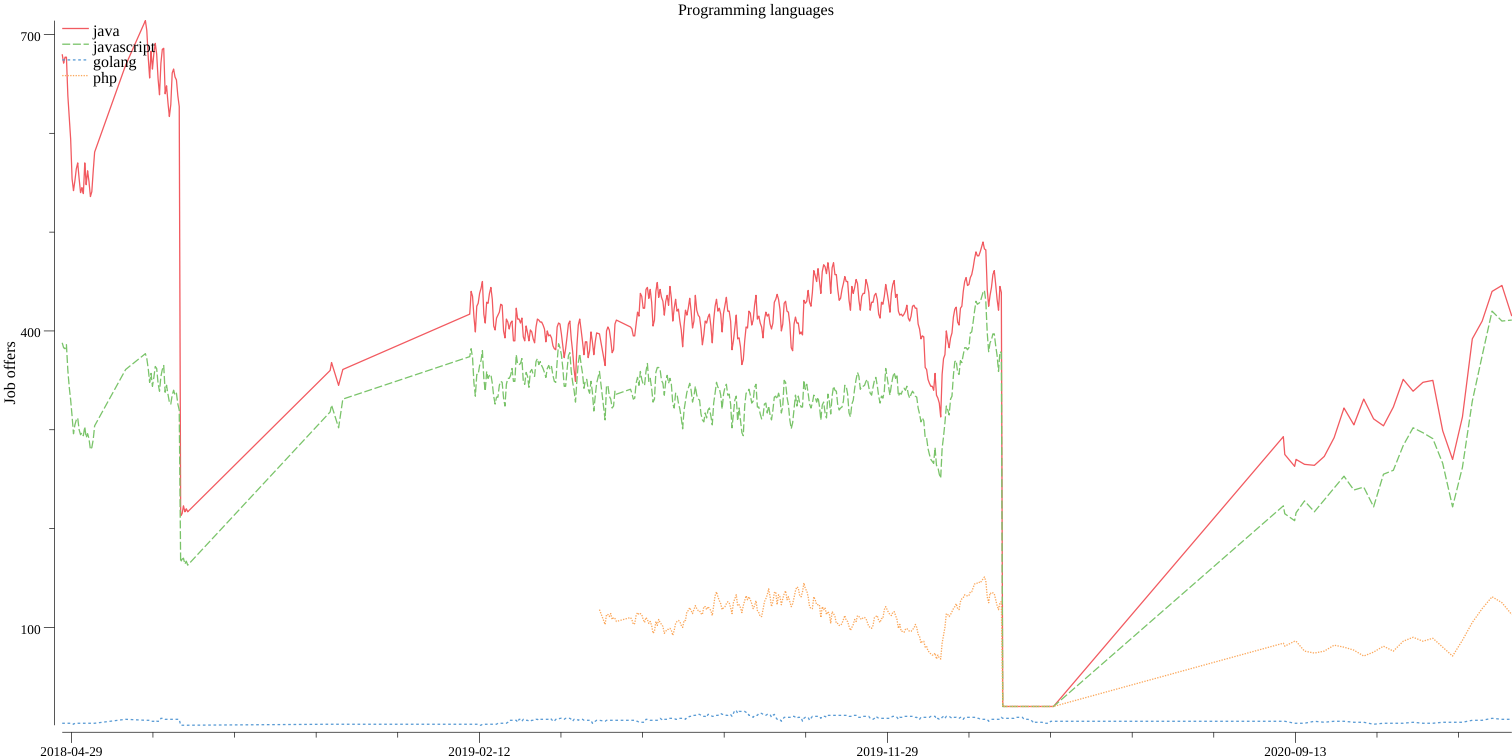 Programming languages
java
javascript
golang
php
700
400
100
Job offers
2018-04-29
2019-02-12
2019-11-29
2020-09-13